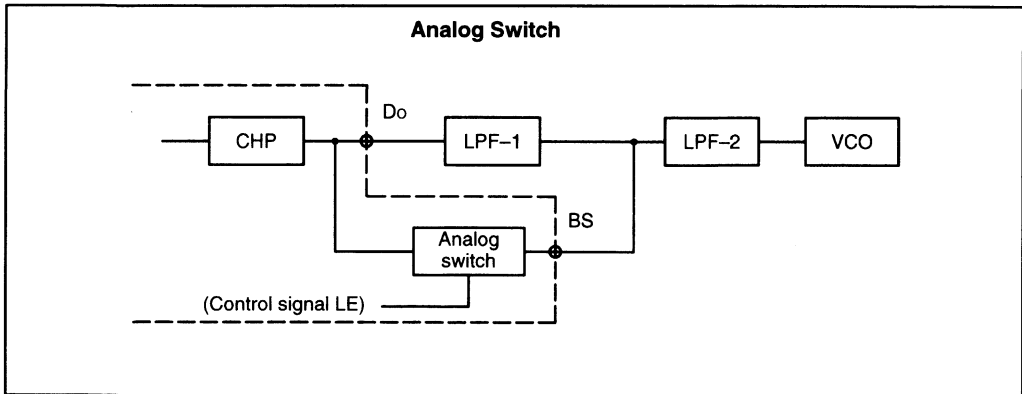 Analog Switch
Do
CHP
LPF–1
LPF–2
VCO
BS
Analog
switch
(Control signal LE)